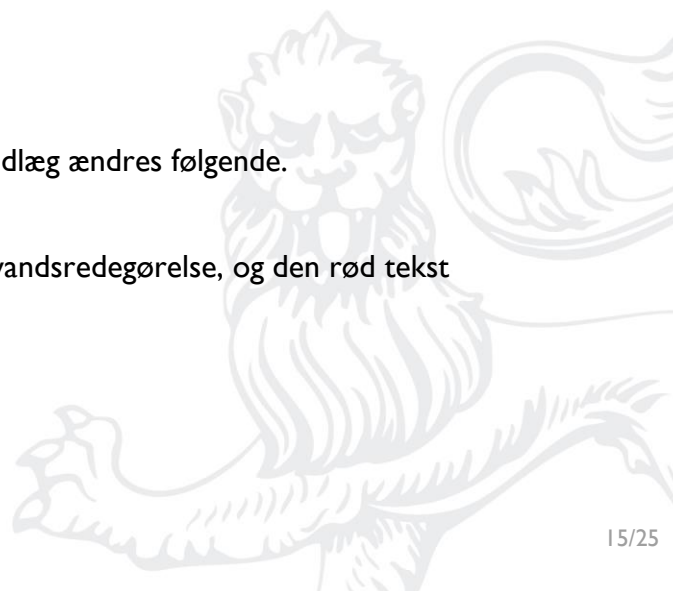 dlæg ændres følgende.
vandsredegørelse, og den rød tekst
15/25